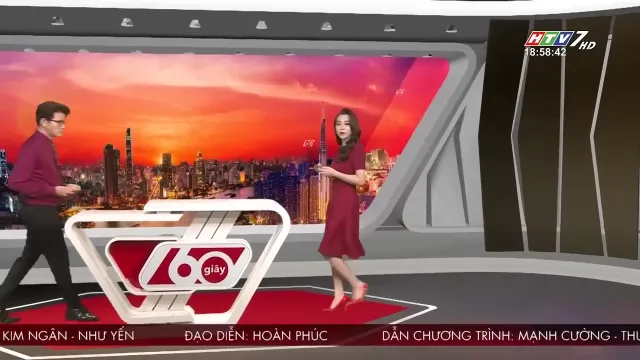 HTV7 HD
18:58:42
60 giây
KIM NGÂN - NHƯ YẾN ĐẠO DIỄN: HOÀN PHÚC DẪN CHƯƠNG TRÌNH: MẠNH CƯỜNG -